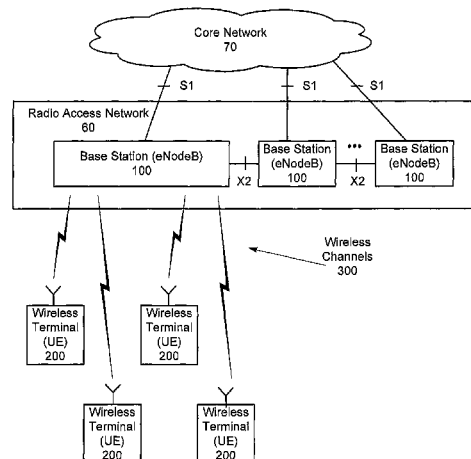 Core Network
70
S1
S1
S1
Radio Access Network
60
Base Station (eNodeB)
100
X2
Base Station
(eNodeB)
100
•••
X2
Base Station
(eNodeB)
100
Wireless
Channels
300
Wireless
Terminal
(UE)
200
Wireless
Terminal
(UE)
200
Wireless
Terminal
(UE)
200
Wireless
Terminal
(UE)
200